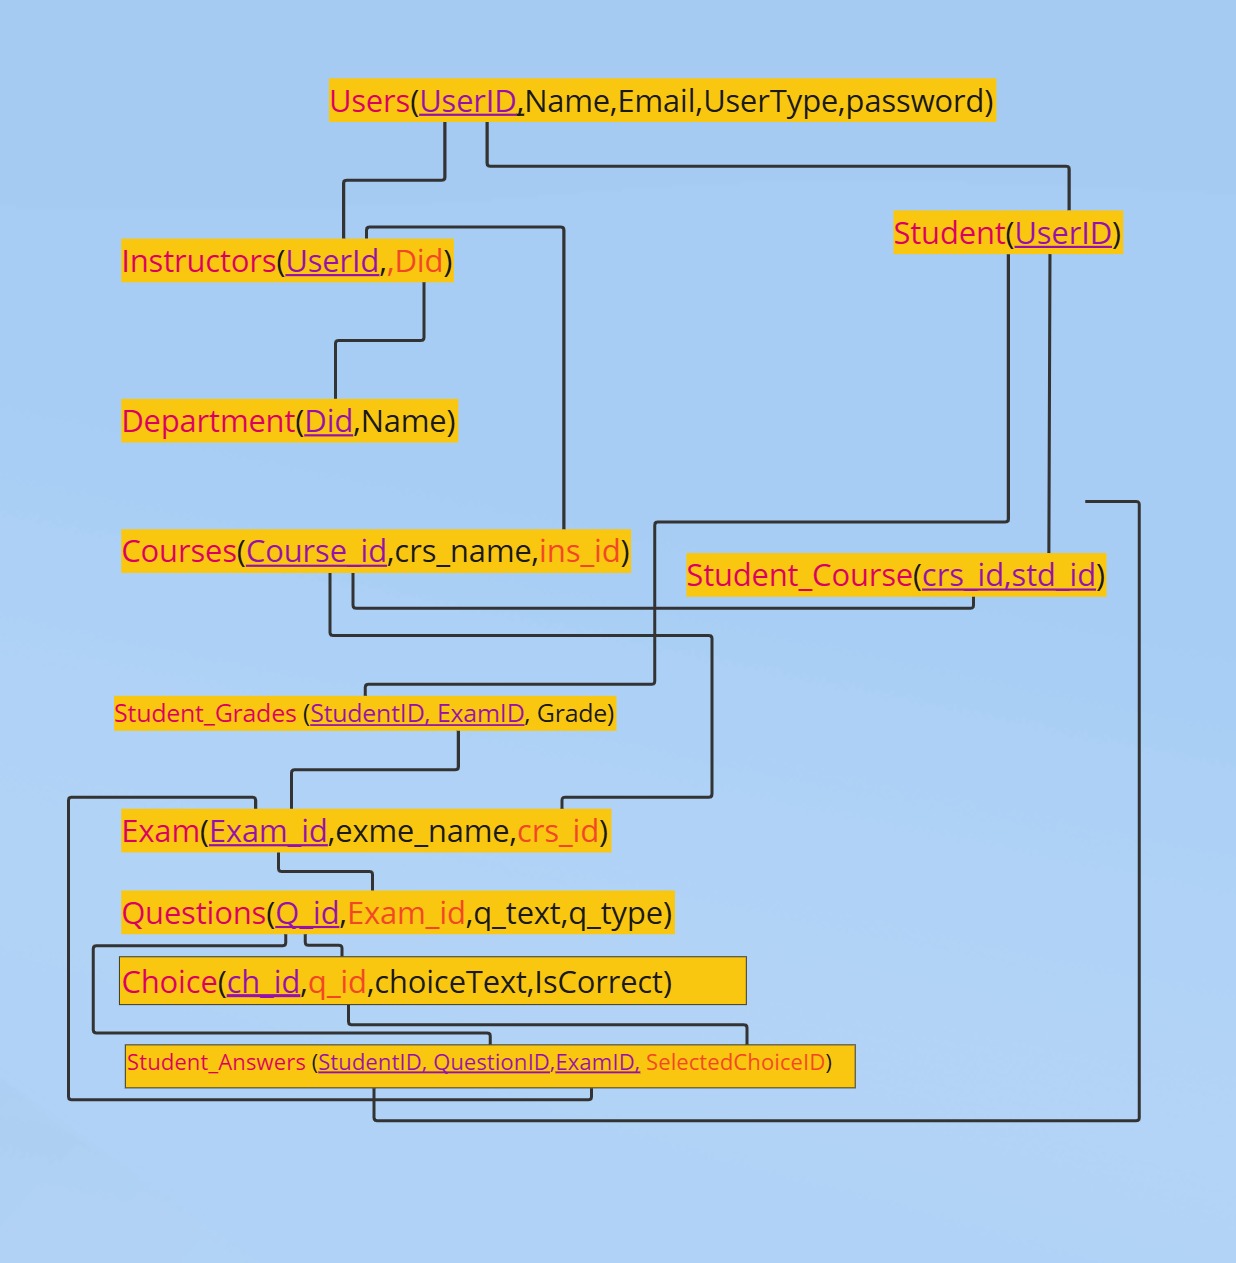 Users(UserID,Name,Email,UserType,password)
Student(UserID)
Instructors(UserId,,Did)
Department(Did,Name)
Courses(Course_id,crs_name,ins_id)
Student_Course(crs_id,std_id)
Student_Grades (StudentID, ExamID, Grade)
Exam(Exam_id,exme_name,crs_id)
Questions(Q_id,Exam_id,q_text,q_type)
Choice(ch_id,q_id,choiceText,IsCorrect)
Student_Answers (StudentID, QuestionID,ExamID, SelectedChoiceID)